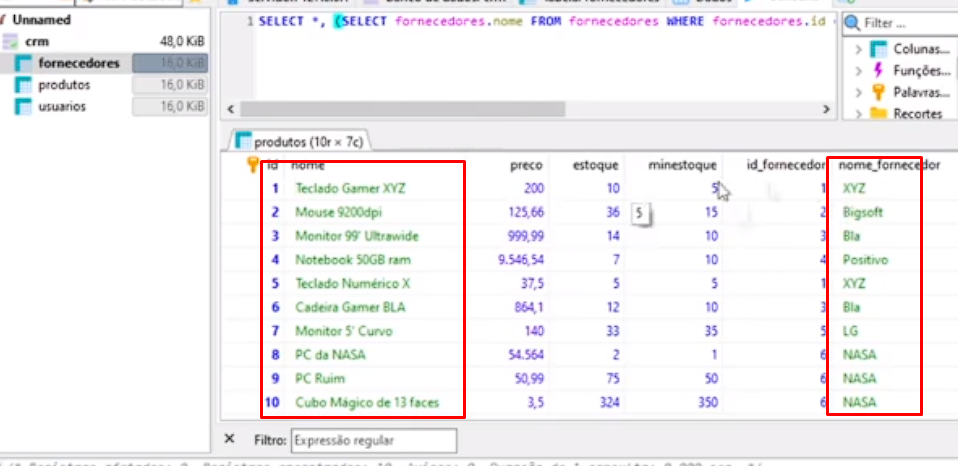 Unnamed
crm 48,0 KiB
fornecedores 16,0 KiB
produtos 16,0 KiB
usuarios 16,0 KiB
1 SELECT *, (SELECT fornecedores.nome FROM fornecedores WHERE fornecedores.id
Filter ...
Colunas...
Funções...
Palavras...
Recortes
produtos (10r × 7c)
id nome preco estoque minestoque id_fornecedor nome_fornecedor
1 Teclado Gamer XYZ 200 10 5 1 XYZ
2 Mouse 9200dpi 125,66 36 5 15 2 Bigsoft
3 Monitor 99' Ultrawide 999,99 14 10 3 Bla
4 Notebook 50GB ram 9.546,54 7 10 4 Positivo
5 Teclado Numérico X 37,5 5 5 1 XYZ
6 Cadeira Gamer BLA 864,1 12 10 3 Bla
7 Monitor 5' Curvo 140 33 35 5 LG
8 PC da NASA 54.564 2 1 6 NASA
9 PC Ruim 50,99 75 50 6 NASA
10 Cubo Mágico de 13 faces 3,5 324 350 6 NASA
Filtro: Expressão regular